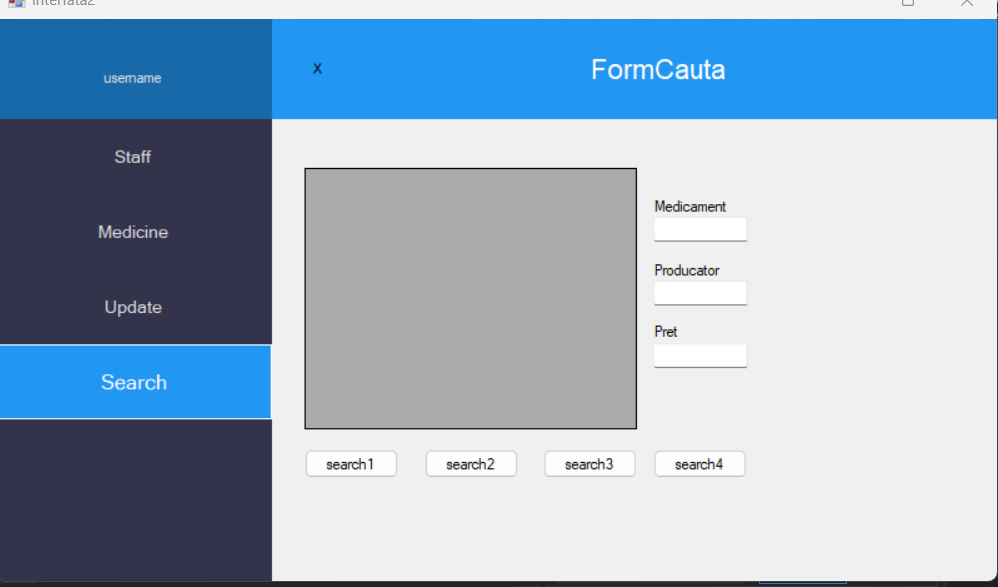 Interfata2
username
X
FormCauta
Staff
Medicine
Update
Search
Medicament
Producator
Pret
search1
search2
search3
search4